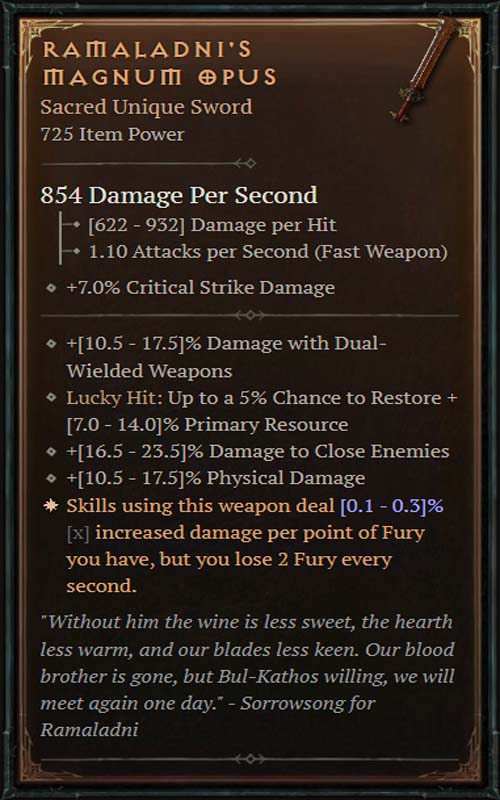 RAMALADNI'S
MAGNUM OPUS
Sacred Unique Sword
725 Item Power
854 Damage Per Second
[622 - 932] Damage per Hit
1.10 Attacks per Second (Fast Weapon)
+7.0% Critical Strike Damage
+[10.5 - 17.5]% Damage with Dual-
Wielded Weapons
Lucky Hit: Up to a 5% Chance to Restore +
[7.0 - 14.0]% Primary Resource
+[16.5 - 23.5]% Damage to Close Enemies
+[10.5 - 17.5]% Physical Damage
Skills using this weapon deal [0.1 - 0.3]%
[x] increased damage per point of Fury
you have, but you lose 2 Fury every
second.
"Without him the wine is less sweet, the hearth
less warm, and our blades less keen. Our blood
brother is gone, but Bul-Kathos willing, we will
meet again one day." - Sorrowsong for
Ramaladni